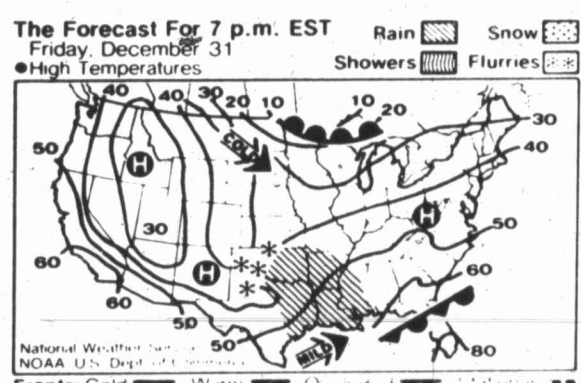 The Forecast For 7 p.m. EST
Friday, December 31
●High Temperatures
Rain
Snow
Showers
Flurries
40
40
30
20
10
10
20
30
40
50
COLD
H
H
H
30
50
60
60
60
50
50
80
MILD
National Weather
NOAA U S Dept of
Fronts: Cold